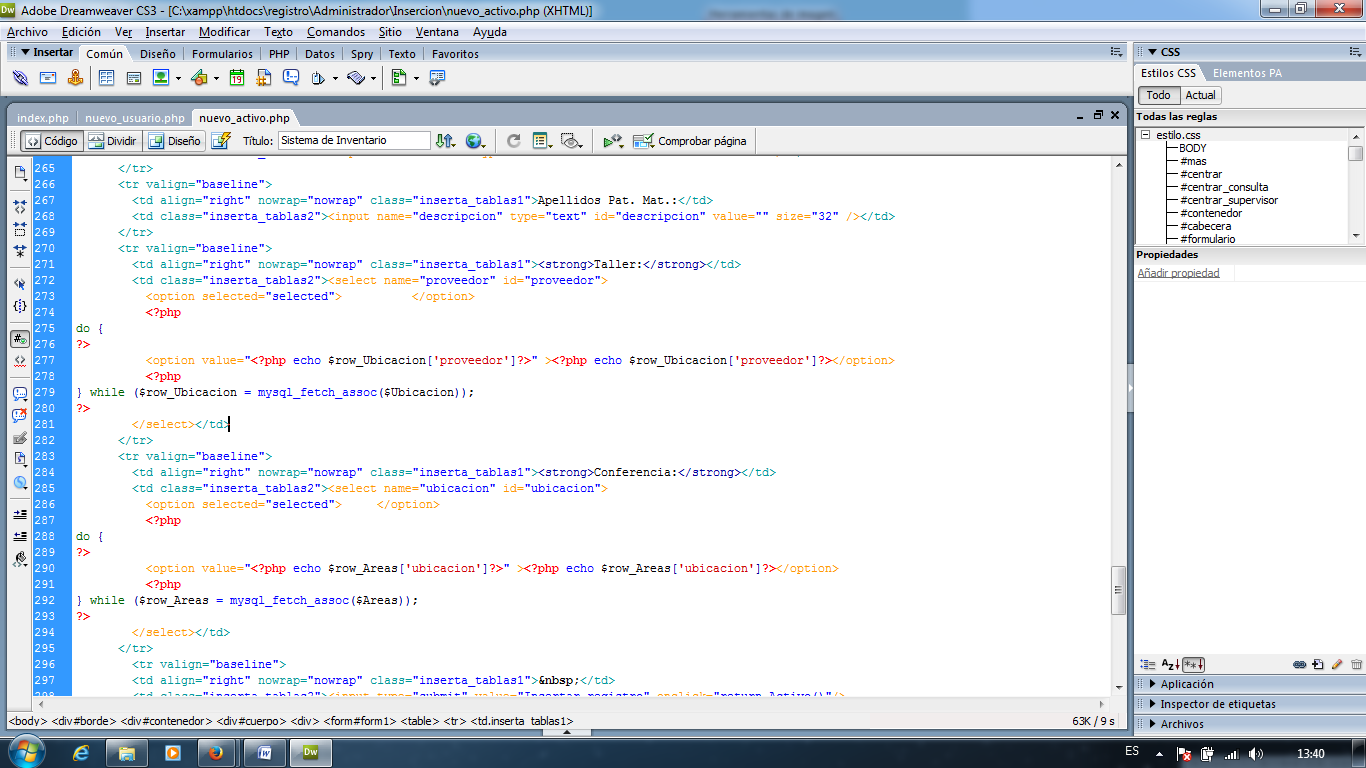 Adobe Dreamweaver CS3 - [C:\xampp\htdocs\registro\Administrador\Insercion\nuevo_activo.php (XHTML)]
Archivo Edición Ver Insertar Modificar Texto Comandos Sitio Ventana Ayuda
Insertar Común Diseño Formularios PHP Datos Spry Texto Favoritos
index.php nuevo_usuario.php nuevo_activo.php
Código Dividir Diseño Título: Sistema de Inventario Comprobar página
265 </tr>
266 <tr valign="baseline">
267 <td align="right" nowrap="nowrap" class="inserta_tablas1">Apellidos Pat. Mat.:</td>
268 <td class="inserta_tablas2"><input name="descripcion" type="text" id="descripcion" value="" size="32" /></td>
269 </tr>
270 <tr valign="baseline">
271 <td align="right" nowrap="nowrap" class="inserta_tablas1"><strong>Taller:</strong></td>
272 <td class="inserta_tablas2"><select name="proveedor" id="proveedor">
273 <option selected="selected"> </option>
274 <?php
275 do {
276 ?>
277 <option value="<?php echo $row_Ubicacion['proveedor']?>" ><?php echo $row_Ubicacion['proveedor']?></option>
278 <?php
279 } while ($row_Ubicacion = mysql_fetch_assoc($Ubicacion));
280 ?>
281 </select></td>
282 </tr>
283 <tr valign="baseline">
284 <td align="right" nowrap="nowrap" class="inserta_tablas1"><strong>Conferencia:</strong></td>
285 <td class="inserta_tablas2"><select name="ubicacion" id="ubicacion">
286 <option selected="selected"> </option>
287 <?php
288 do {
289 ?>
290 <option value="<?php echo $row_Areas['ubicacion']?>" ><?php echo $row_Areas['ubicacion']?></option>
291 <?php
292 } while ($row_Areas = mysql_fetch_assoc($Areas));
293 ?>
294 </select></td>
295 </tr>
296 <tr valign="baseline">
297 <td align="right" nowrap="nowrap" class="inserta_tablas1">&nbsp;</td>
298 <td class="inserta_tablas2"><input type="submit" value="Insertar registro" onclick="return Activo()"/>
<body> <div#borde> <div#contenedor> <div#cuerpo> <div> <form#form1> <table> <tr> <td.inserta_tablas1>
63K / 9 s
CSS
Estilos CSS Elementos PA
Todo Actual
Todas las reglas
estilo.css
BODY
#mas
#centrar
#centrar_consulta
#centrar_supervisor
#contenedor
#cabecera
#formulario
Propiedades
Añadir propiedad
Aplicación
Inspector de etiquetas
Archivos
ES
13:40